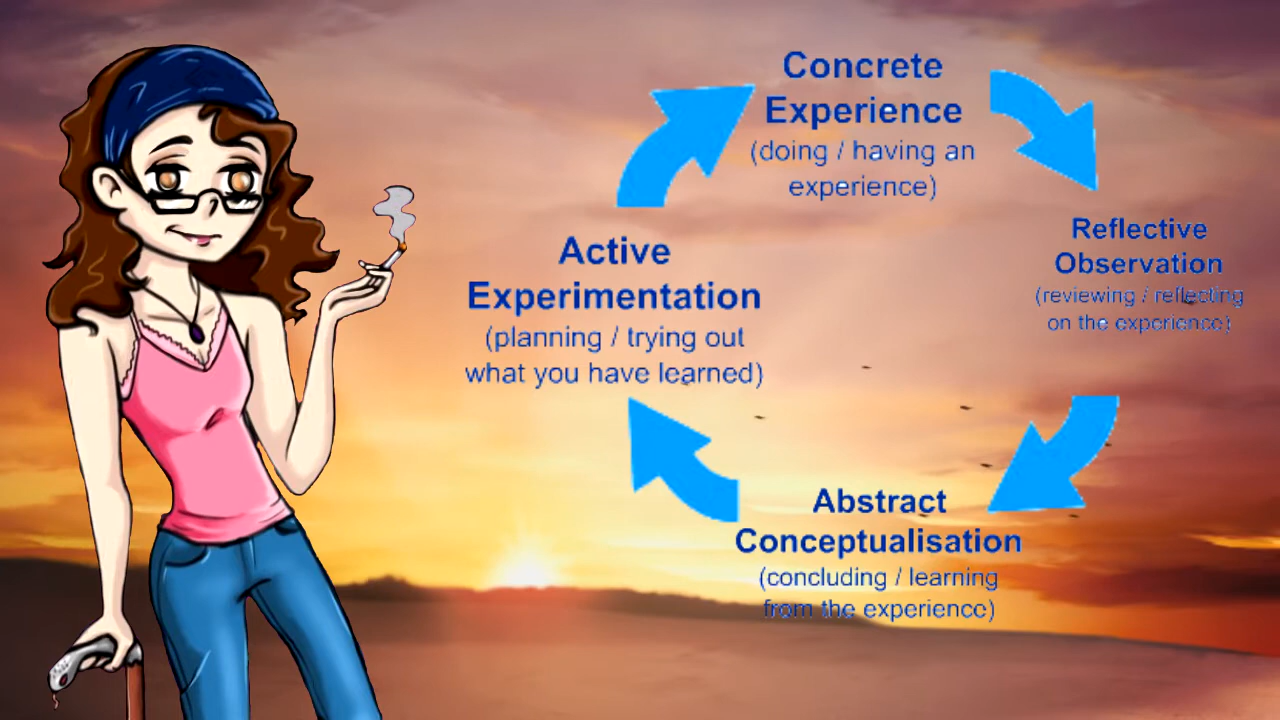 Concrete
Experience
(doing / having an
experience)
Reflective
Observation
(reviewing / reflecting
on the experience)
Abstract
Conceptualisation
(concluding / learning
from the experience)
Active
Experimentation
(planning / trying out
what you have learned)